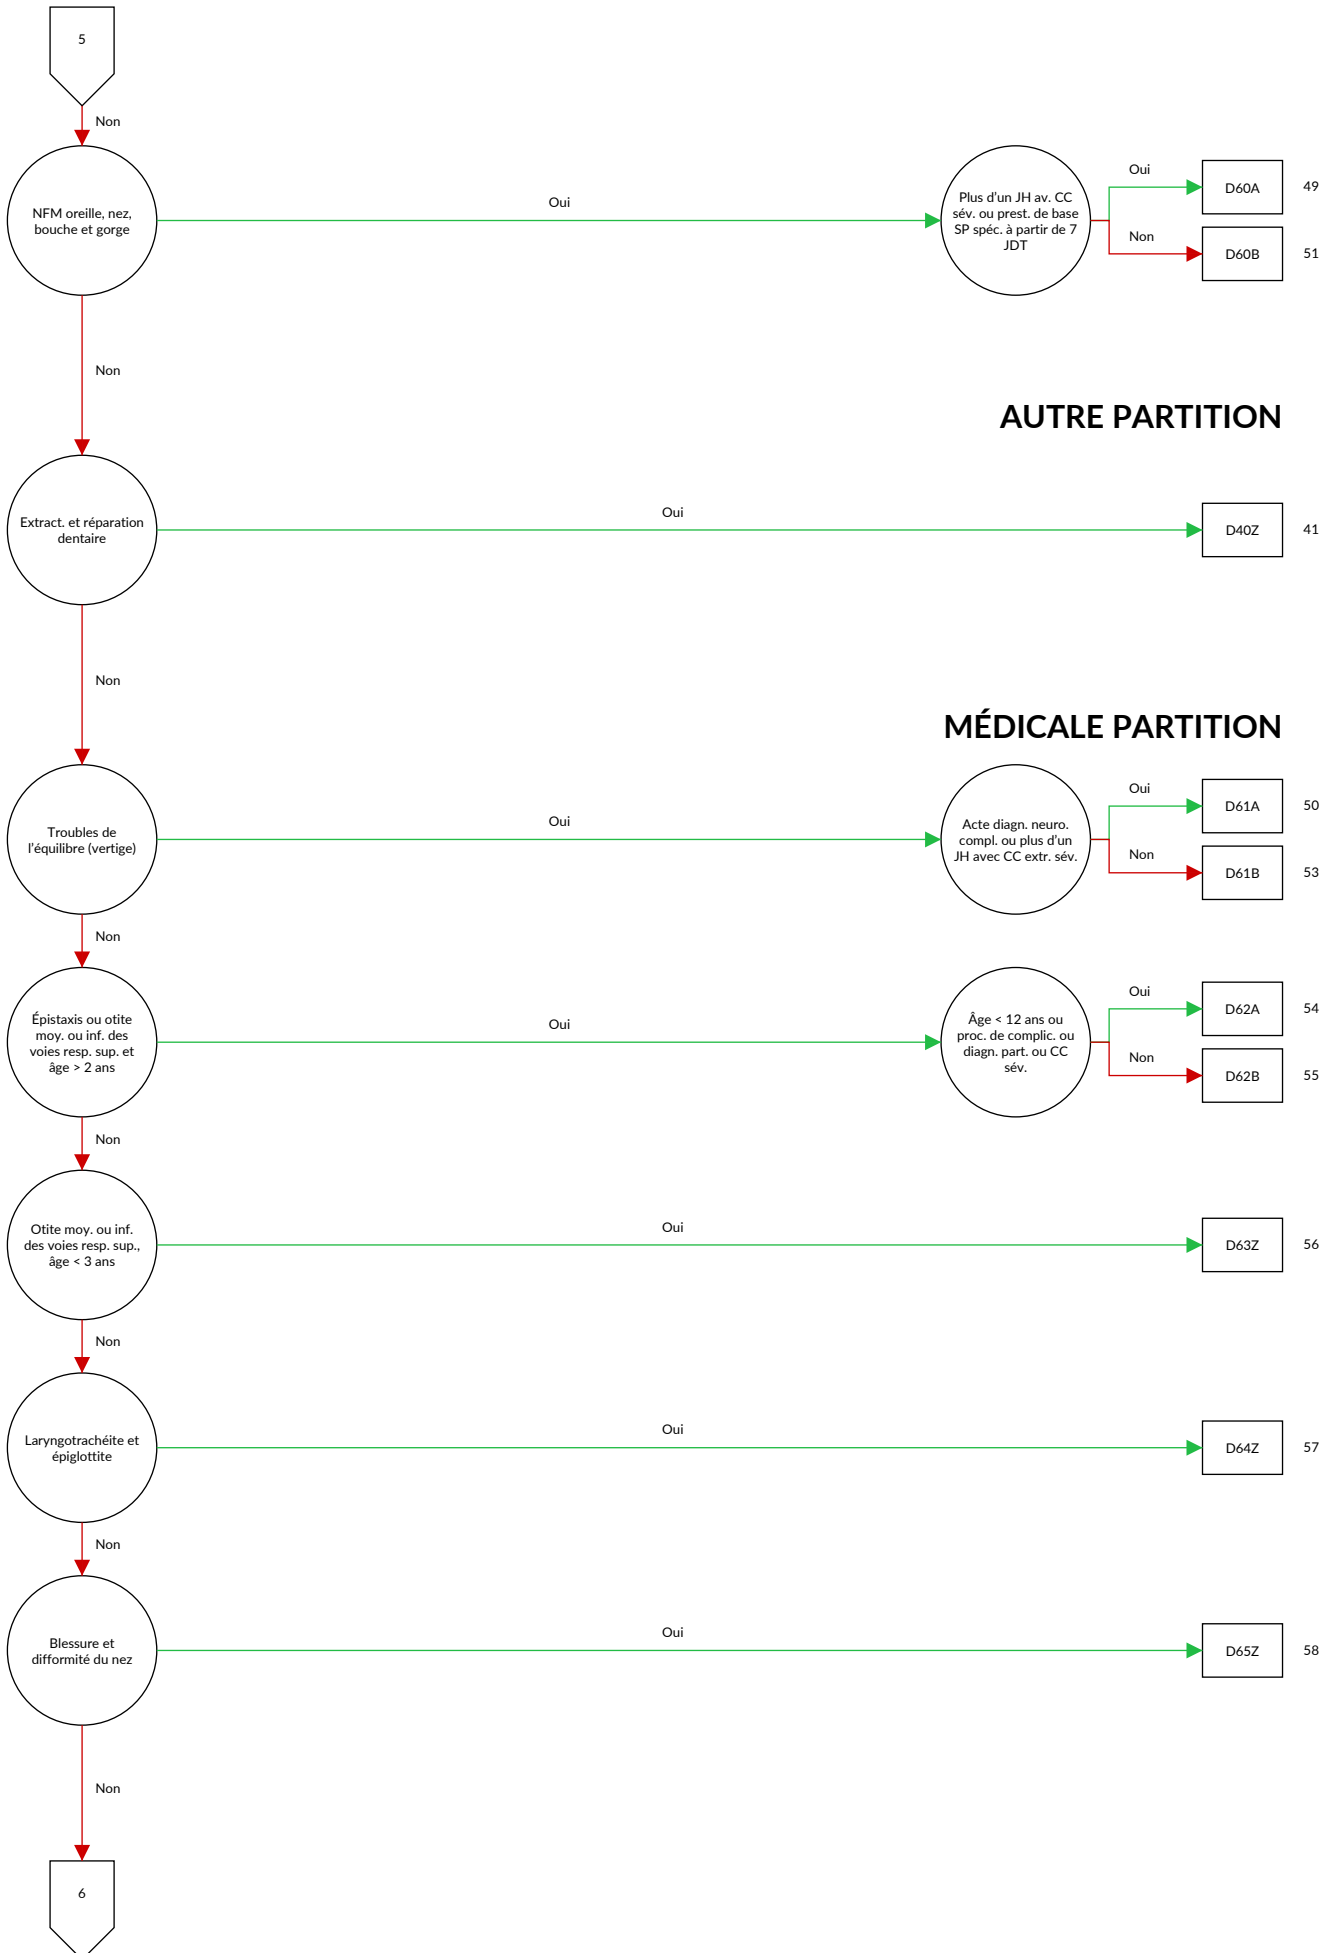 5
Non
NFM oreille, nez,
bouche et gorge
Oui
Plus d'un JH av. CC
sév. ou prest. de base
SP spéc. à partir de 7
JDT
Oui
D60A
49
Non
D60B
51
Non
AUTRE PARTITION
Extract. et réparation
dentaire
Oui
D40Z
41
Non
MÉDICALE PARTITION
Troubles de
l'équilibre (vertige)
Oui
Acte diagn. neuro.
compl. ou plus d'un
JH avec CC extr. sév.
Oui
D61A
50
Non
D61B
53
Non
Épistaxis ou otite
moy. ou inf. des
voies resp. sup. et
âge > 2 ans
Oui
Âge < 12 ans ou
proc. de complic. ou
diagn. part. ou CC
sév.
Oui
D62A
54
Non
D62B
55
Non
Otite moy. ou inf.
des voies resp. sup.,
âge < 3 ans
Oui
D63Z
56
Non
Laryngotrachéite et
épiglottite
Oui
D64Z
57
Non
Blessure et
difformité du nez
Oui
D65Z
58
Non
6